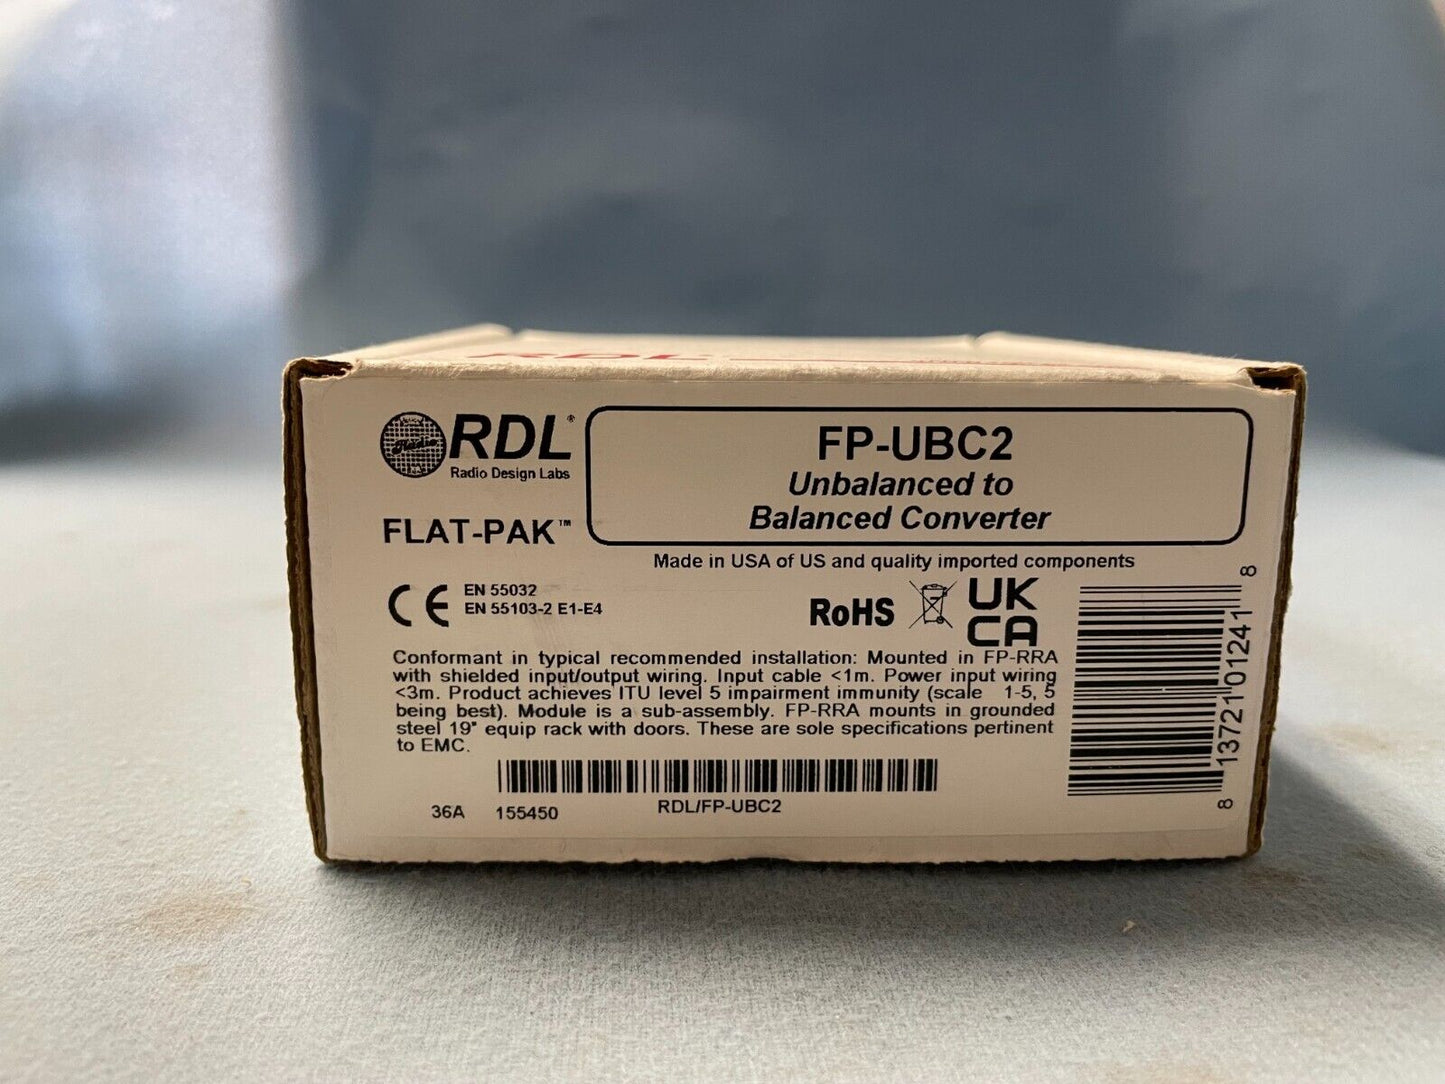 RDL®
Radio Design Labs
FLAT-PAK™
FP-UBC2
Unbalanced to
Balanced Converter
Made in USA of US and quality imported components
CE EN 55032
EN 55103-2 E1-E4
RoHS
UK
CA
Conformant in typical recommended installation: Mounted in FP-RRA
with shielded input/output wiring. Input cable <1m. Power input wiring
<3m. Product achieves ITU level 5 impairment immunity (scale 1-5, 5
being best). Module is a sub-assembly. FP-RRA mounts in grounded
steel 19" equip rack with doors. These are sole specifications pertinent
to EMC.
36A 155450 RDL/FP-UBC2
8 13721 01241 8